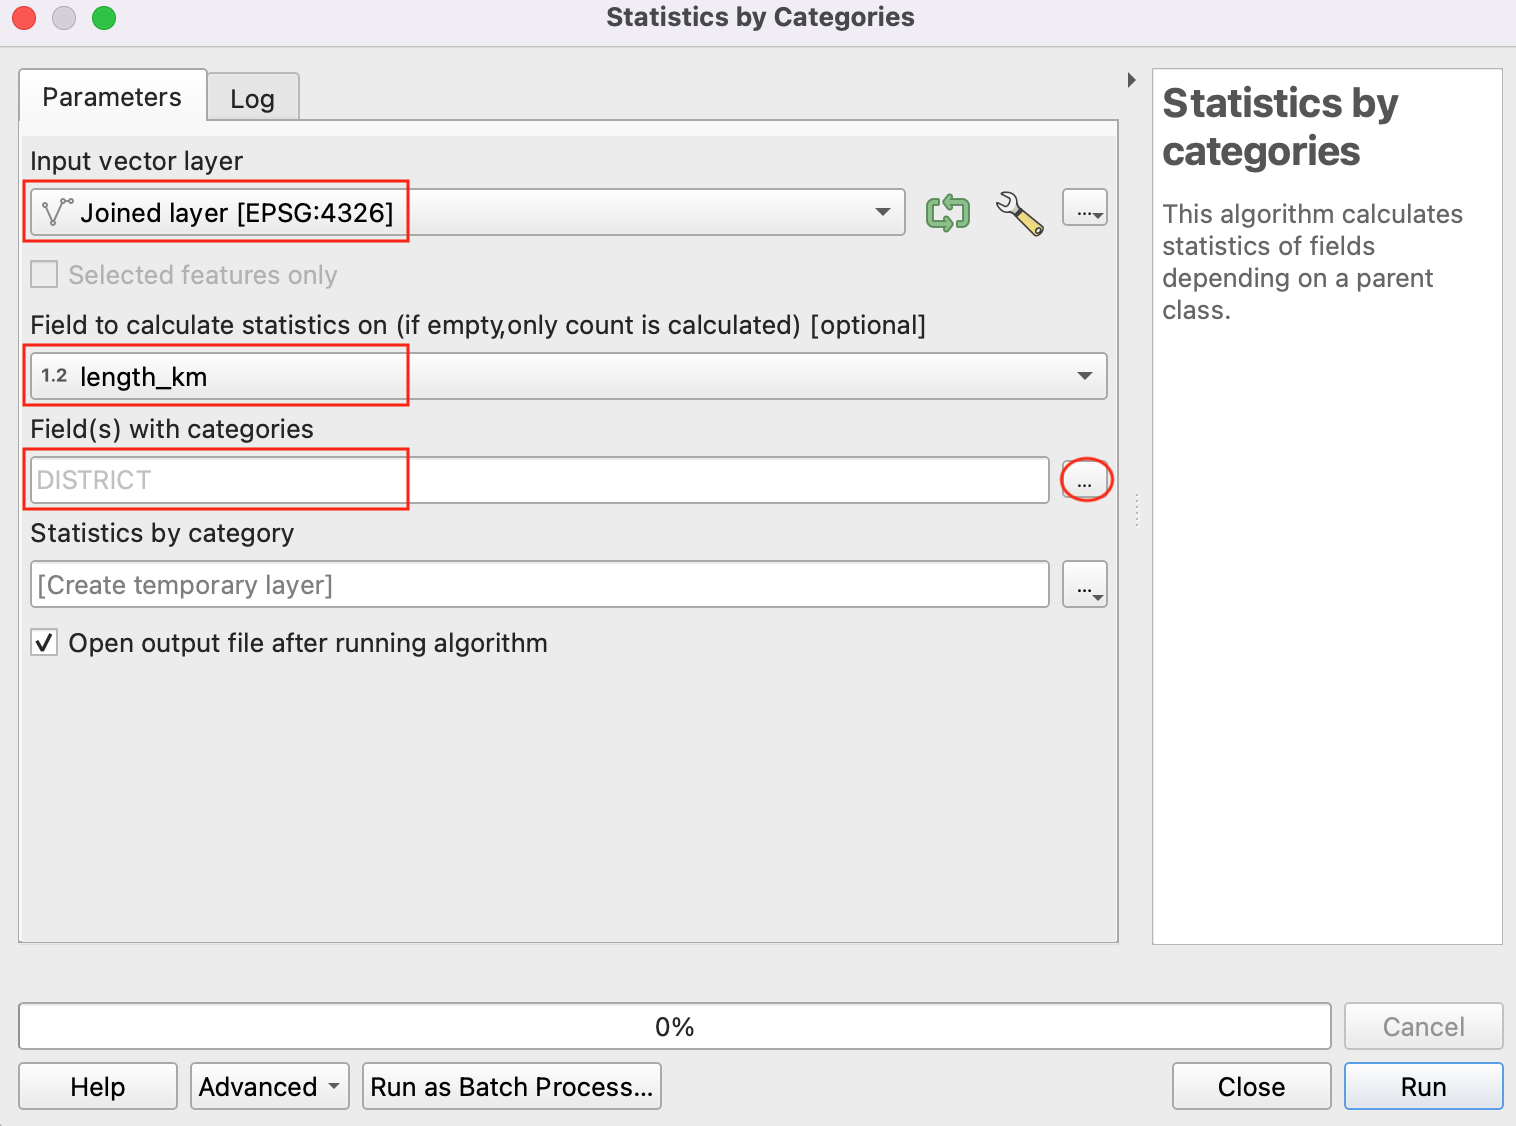 Statistics by Categories
Parameters
Log
Input vector layer
Joined layer [EPSG:4326]
...
Selected features only
Field to calculate statistics on (if empty,only count is calculated) [optional]
1.2 length_km
Field(s) with categories
DISTRICT
...
Statistics by category
[Create temporary layer]
...
Open output file after running algorithm
Statistics by
categories
This algorithm calculates
statistics of fields
depending on a parent
class.
0%
Cancel
Help
Advanced
Run as Batch Process...
Close
Run